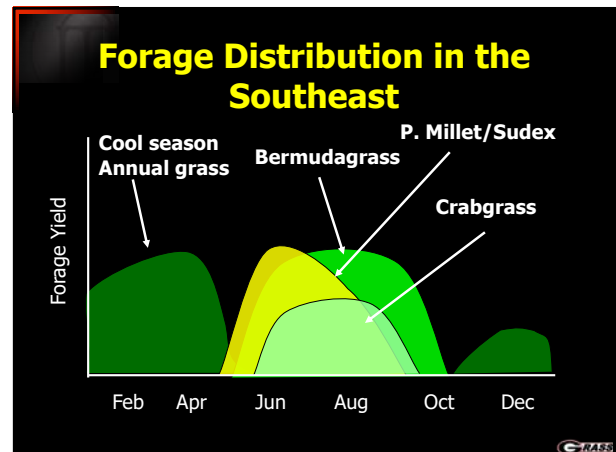 Forage Distribution in the
Southeast
Cool season
Annual grass
Bermudagrass
P. Millet/Sudex
Crabgrass
Forage Yield
Feb Apr Jun Aug Oct Dec
GRASS